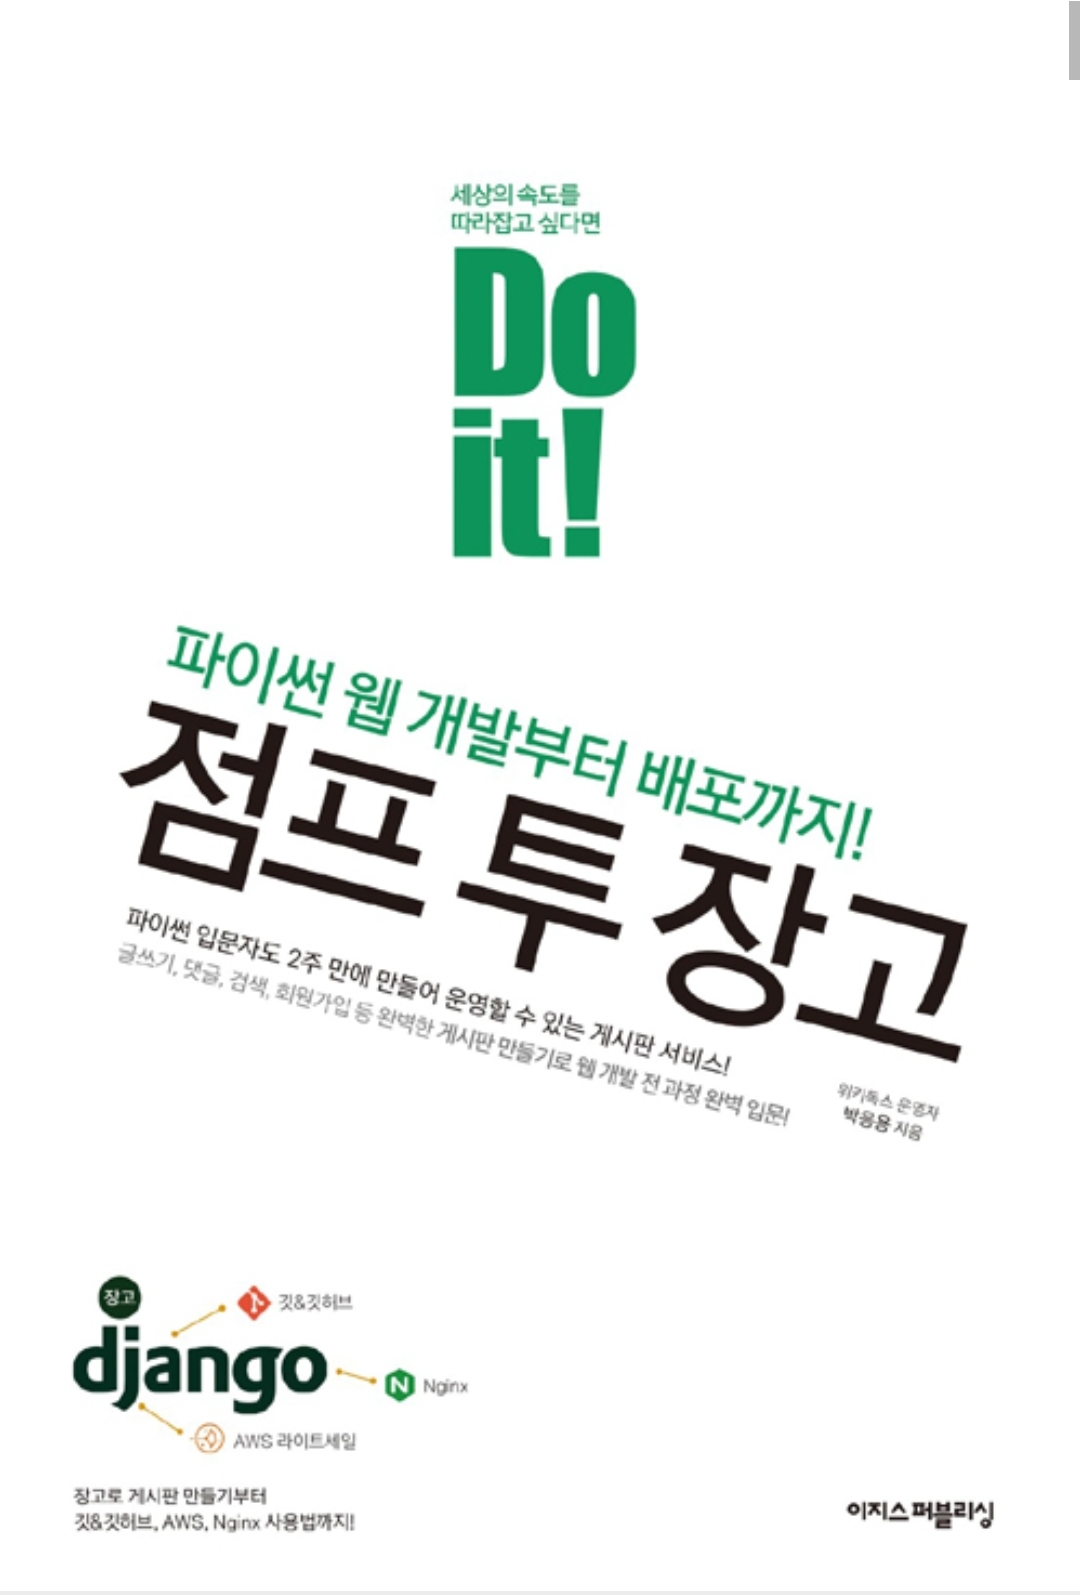 세상의 속도를
따라잡고 싶다면
Do
it!
파이썬 웹 개발부터 배포까지!
점프 투 장고
파이썬 입문자도 2주 만에 만들어 운영할 수 있는 게시판 서비스!
글쓰기, 댓글, 검색, 회원가입 등 완벽한 게시판 만들기로 웹 개발 전 과정 완벽 입문!
위키독스 운영자
박응용 지음
장고
django
깃&깃허브
Nginx
AWS 라이트세일
장고로 게시판 만들기부터
깃&깃허브, AWS, Nginx 사용법까지!
이지스퍼블리싱